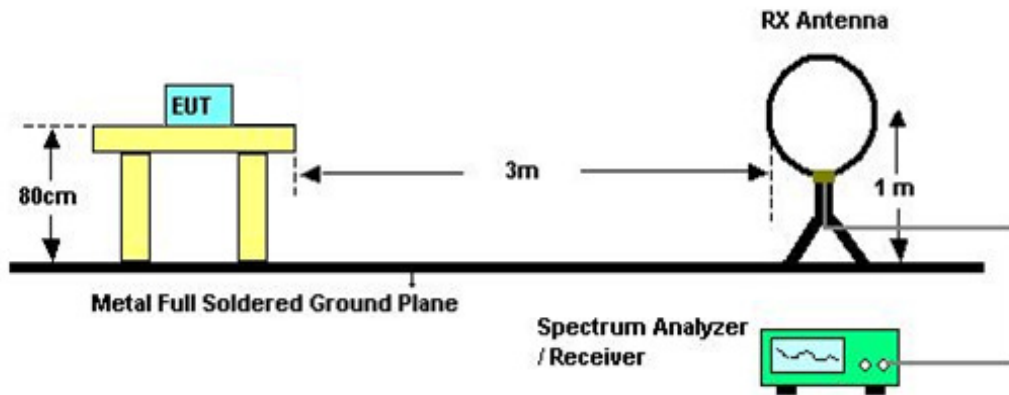 RX Antenna
EUT
80cm
3m
1 m
Metal Full Soldered Ground Plane
Spectrum Analyzer
/ Receiver